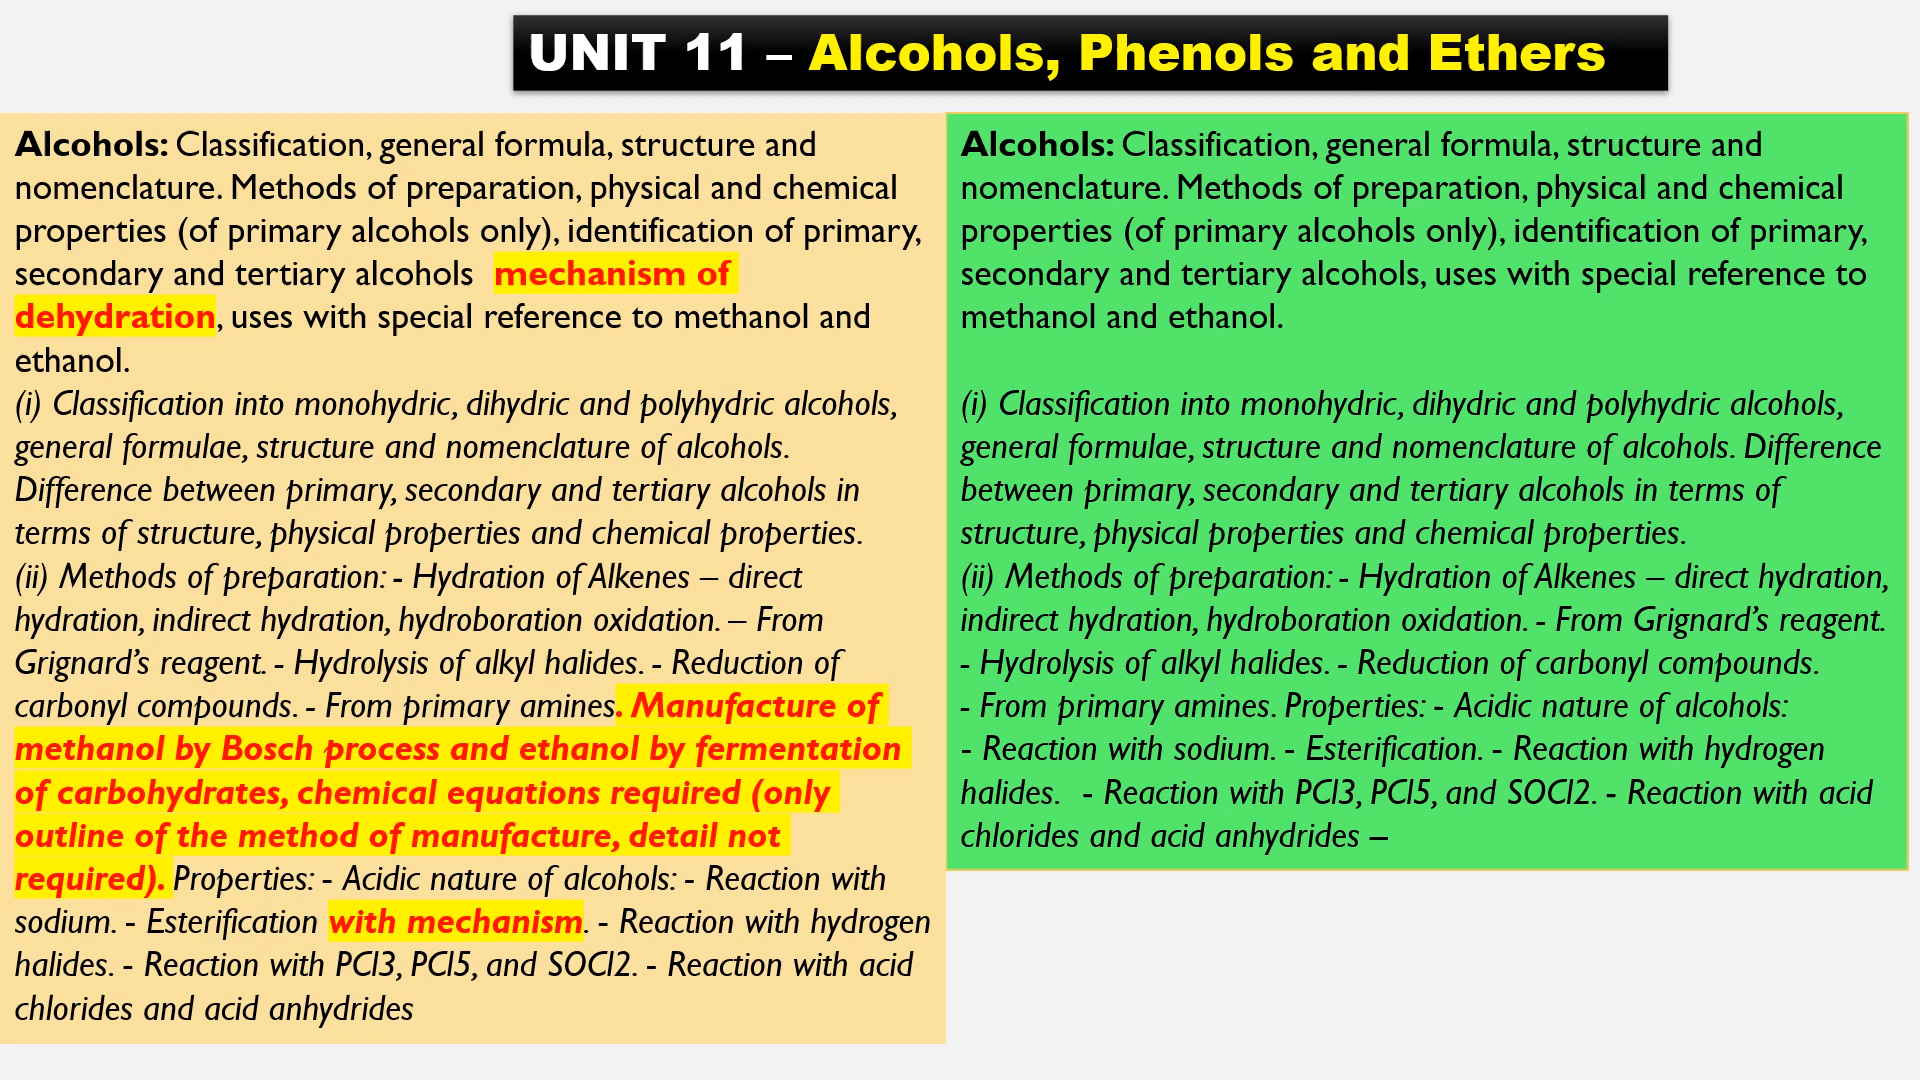 UNIT 11 – Alcohols, Phenols and Ethers
Alcohols: Classification, general formula, structure and
nomenclature. Methods of preparation, physical and chemical
properties (of primary alcohols only), identification of primary,
secondary and tertiary alcohols mechanism of
dehydration, uses with special reference to methanol and
ethanol.
(i) Classification into monohydric, dihydric and polyhydric alcohols,
general formulae, structure and nomenclature of alcohols.
Difference between primary, secondary and tertiary alcohols in
terms of structure, physical properties and chemical properties.
(ii) Methods of preparation: - Hydration of Alkenes – direct
hydration, indirect hydration, hydroboration oxidation. – From
Grignard’s reagent. - Hydrolysis of alkyl halides. - Reduction of
carbonyl compounds. - From primary amines. Manufacture of
methanol by Bosch process and ethanol by fermentation
of carbohydrates, chemical equations required (only
outline of the method of manufacture, detail not
required). Properties: - Acidic nature of alcohols: - Reaction with
sodium. - Esterification with mechanism. - Reaction with hydrogen
halides. - Reaction with PCl3, PCl5, and SOCl2. - Reaction with acid
chlorides and acid anhydrides
Alcohols: Classification, general formula, structure and
nomenclature. Methods of preparation, physical and chemical
properties (of primary alcohols only), identification of primary,
secondary and tertiary alcohols, uses with special reference to
methanol and ethanol.
(i) Classification into monohydric, dihydric and polyhydric alcohols,
general formulae, structure and nomenclature of alcohols. Difference
between primary, secondary and tertiary alcohols in terms of
structure, physical properties and chemical properties.
(ii) Methods of preparation: - Hydration of Alkenes – direct hydration,
indirect hydration, hydroboration oxidation. - From Grignard’s reagent.
- Hydrolysis of alkyl halides. - Reduction of carbonyl compounds.
- From primary amines. Properties: - Acidic nature of alcohols:
- Reaction with sodium. - Esterification. - Reaction with hydrogen
halides. - Reaction with PCl3, PCl5, and SOCl2. - Reaction with acid
chlorides and acid anhydrides –